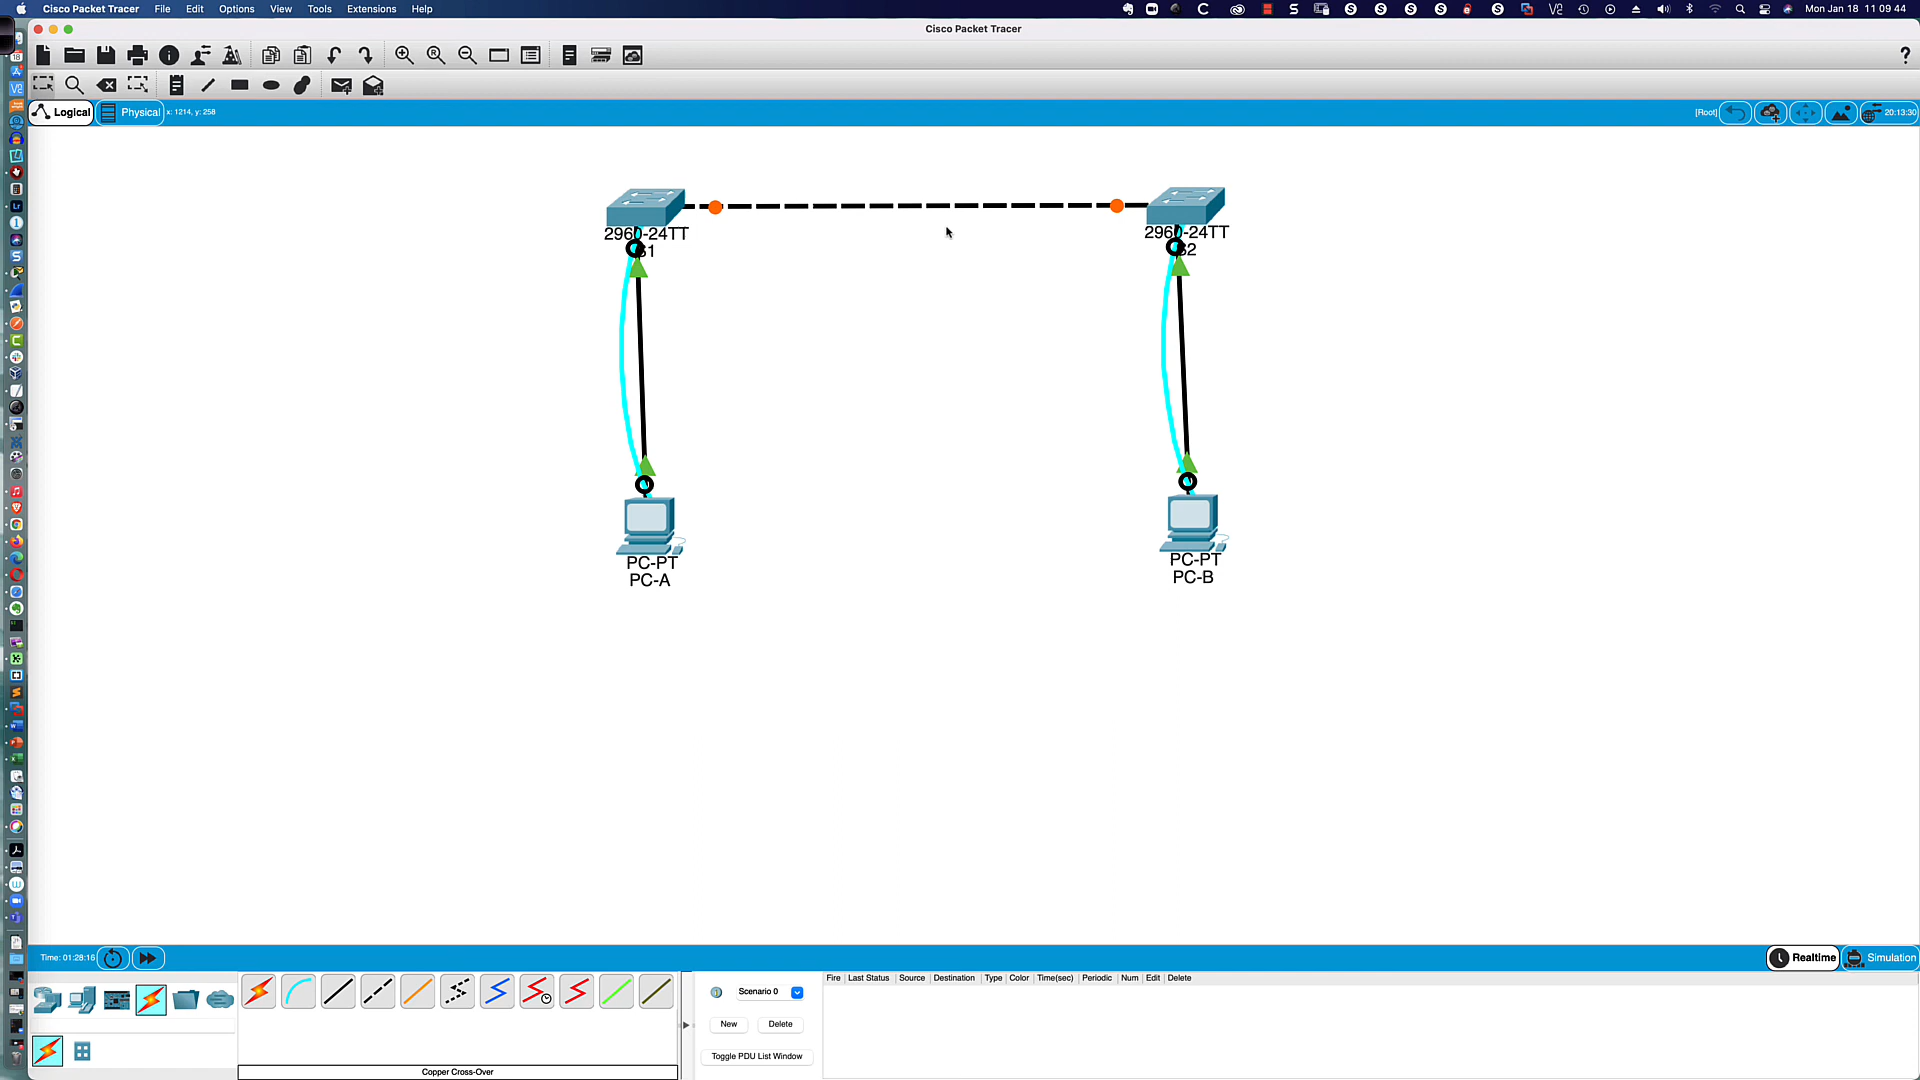 Cisco Packet Tracer File Edit Options View Tools Extensions Help Mon Jan 18 11 09 44
Cisco Packet Tracer
Logical Physical x: 1214, y: 258 [Root] 20:13:30
2960-24TT
S1
2960-24TT
S2
PC-PT
PC-A
PC-PT
PC-B
Time: 01:28:16 Realtime Simulation
Fire Last Status Source Destination Type Color Time(sec) Periodic Num Edit Delete
Scenario 0
New Delete
Toggle PDU List Window
Copper Cross-Over